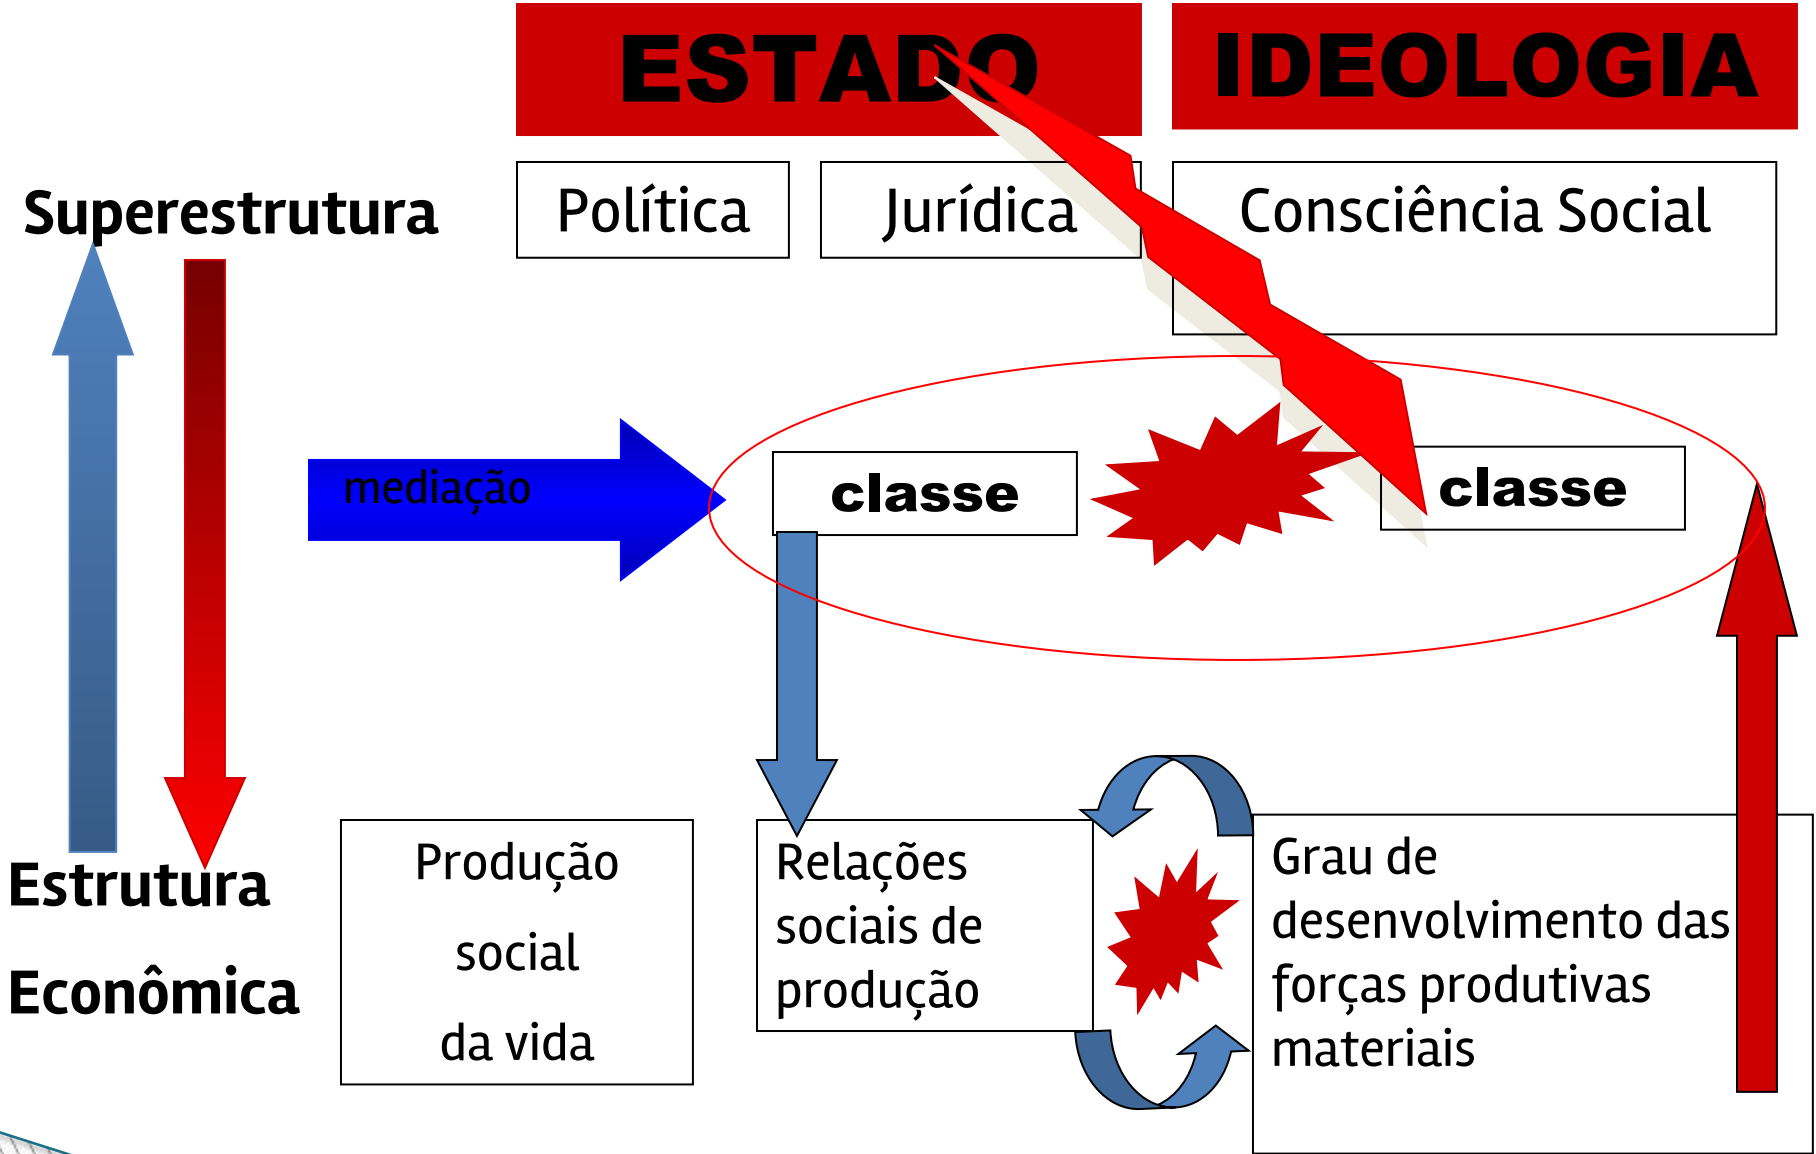 ESTADO
IDEOLOGIA
Política
Jurídica
Consciência Social
Superestrutura
mediação
classe
classe
Estrutura
Econômica
Produção
social
da vida
Relações
sociais de
produção
Grau de
desenvolvimento das
forças produtivas
materiais